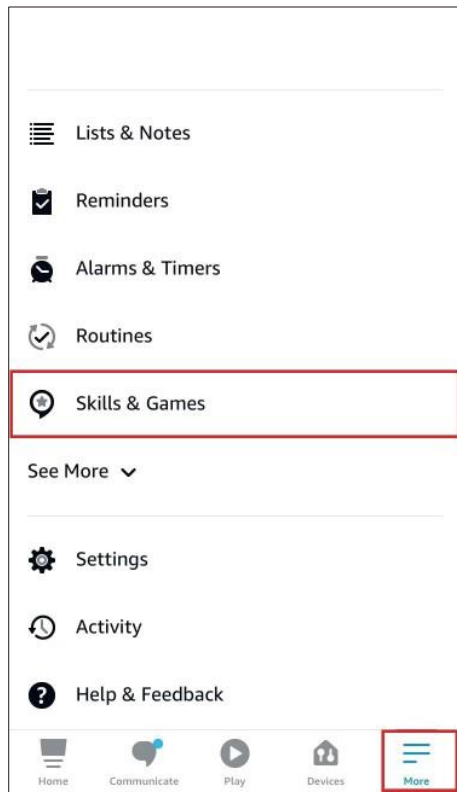 Lists & Notes
Reminders
Alarms & Timers
Routines
Skills & Games
See More
Settings
Activity
Help & Feedback
Home Communicate Play Devices More